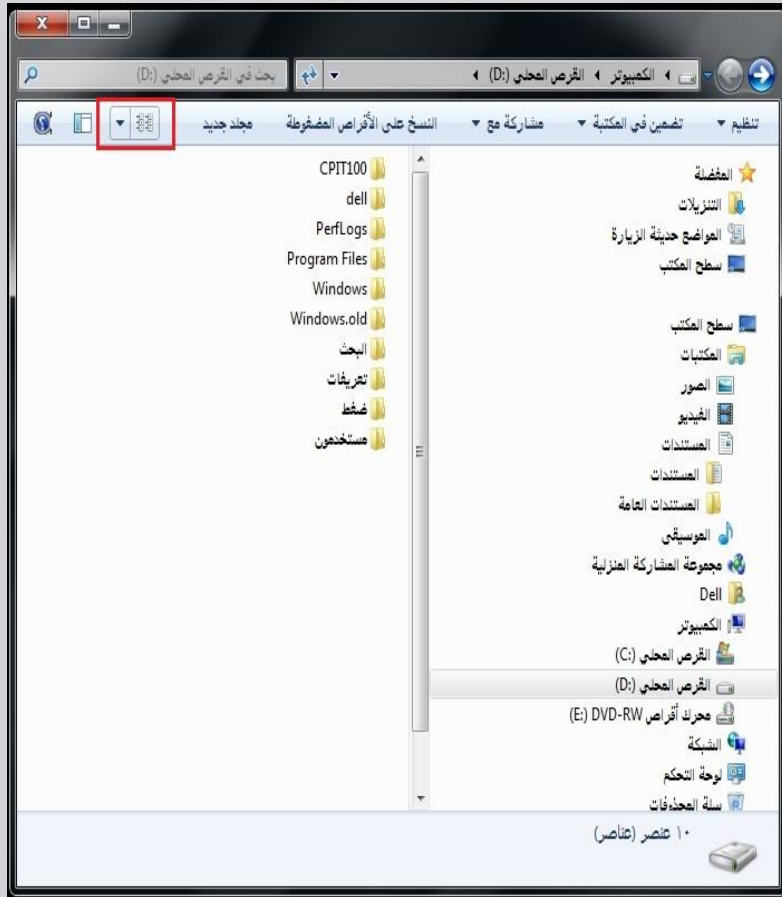 الكمبيوتر القرص المحلي (D:)
بحث في القرص المحلي (D:)
تنظيم تضمين في المكتبة مشاركة مع النسخ على الأقراص المضغوطة مجلد جديد
المفضلة
التنزيلات
المواضع حديثة الزيارة
سطح المكتب
سطح المكتب
المكتبات
الصور
الفيديو
المستندات
المستندات
المستندات العامة
الموسيقى
مجموعة المشاركة المنزلية
Dell
الكمبيوتر
القرص المحلي (C:)
القرص المحلي (D:)
محرك أقراص DVD-RW (E:)
الشبكة
لوحة التحكم
سلة المحذوفات
CPIT100
dell
PerfLogs
Program Files
Windows
Windows.old
البحث
تعريفات
ضغط
مستخدمون
١٠ عنصر (عناصر)